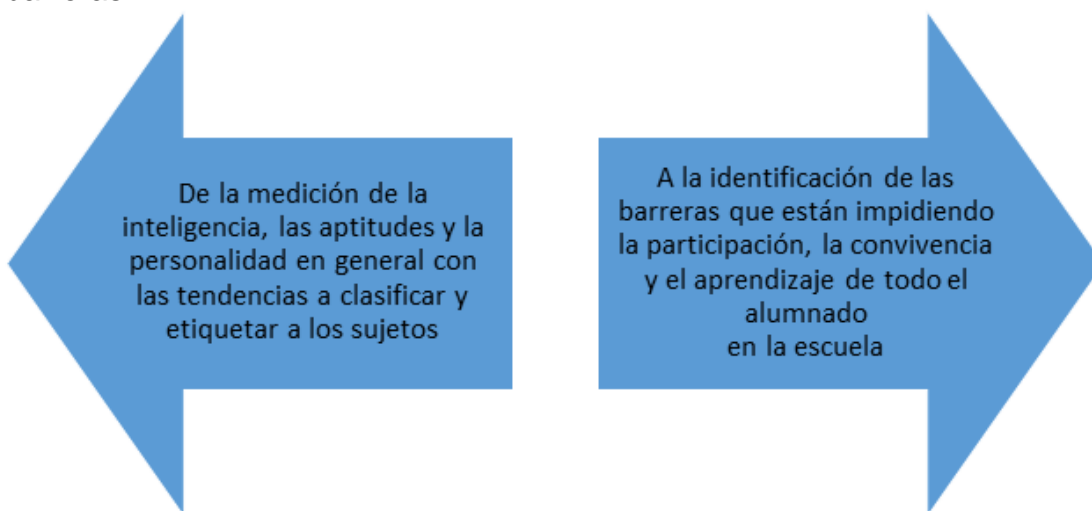 De la medición de la
inteligencia, las aptitudes y la
personalidad en general con
las tendencias a clasificar y
etiquetar a los sujetos
A la identificación de las
barreras que están impidiendo
la participación, la convivencia
y el aprendizaje de todo el
alumnado
en la escuela